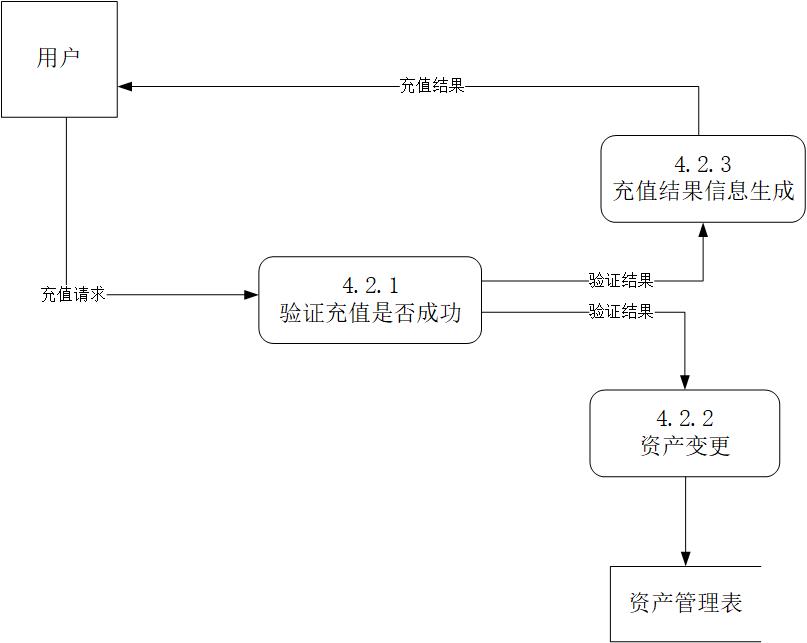 用户
充值结果
4.2.3
充值结果信息生成
充值请求
4.2.1
验证充值是否成功
验证结果
验证结果
4.2.2
资产变更
资产管理表